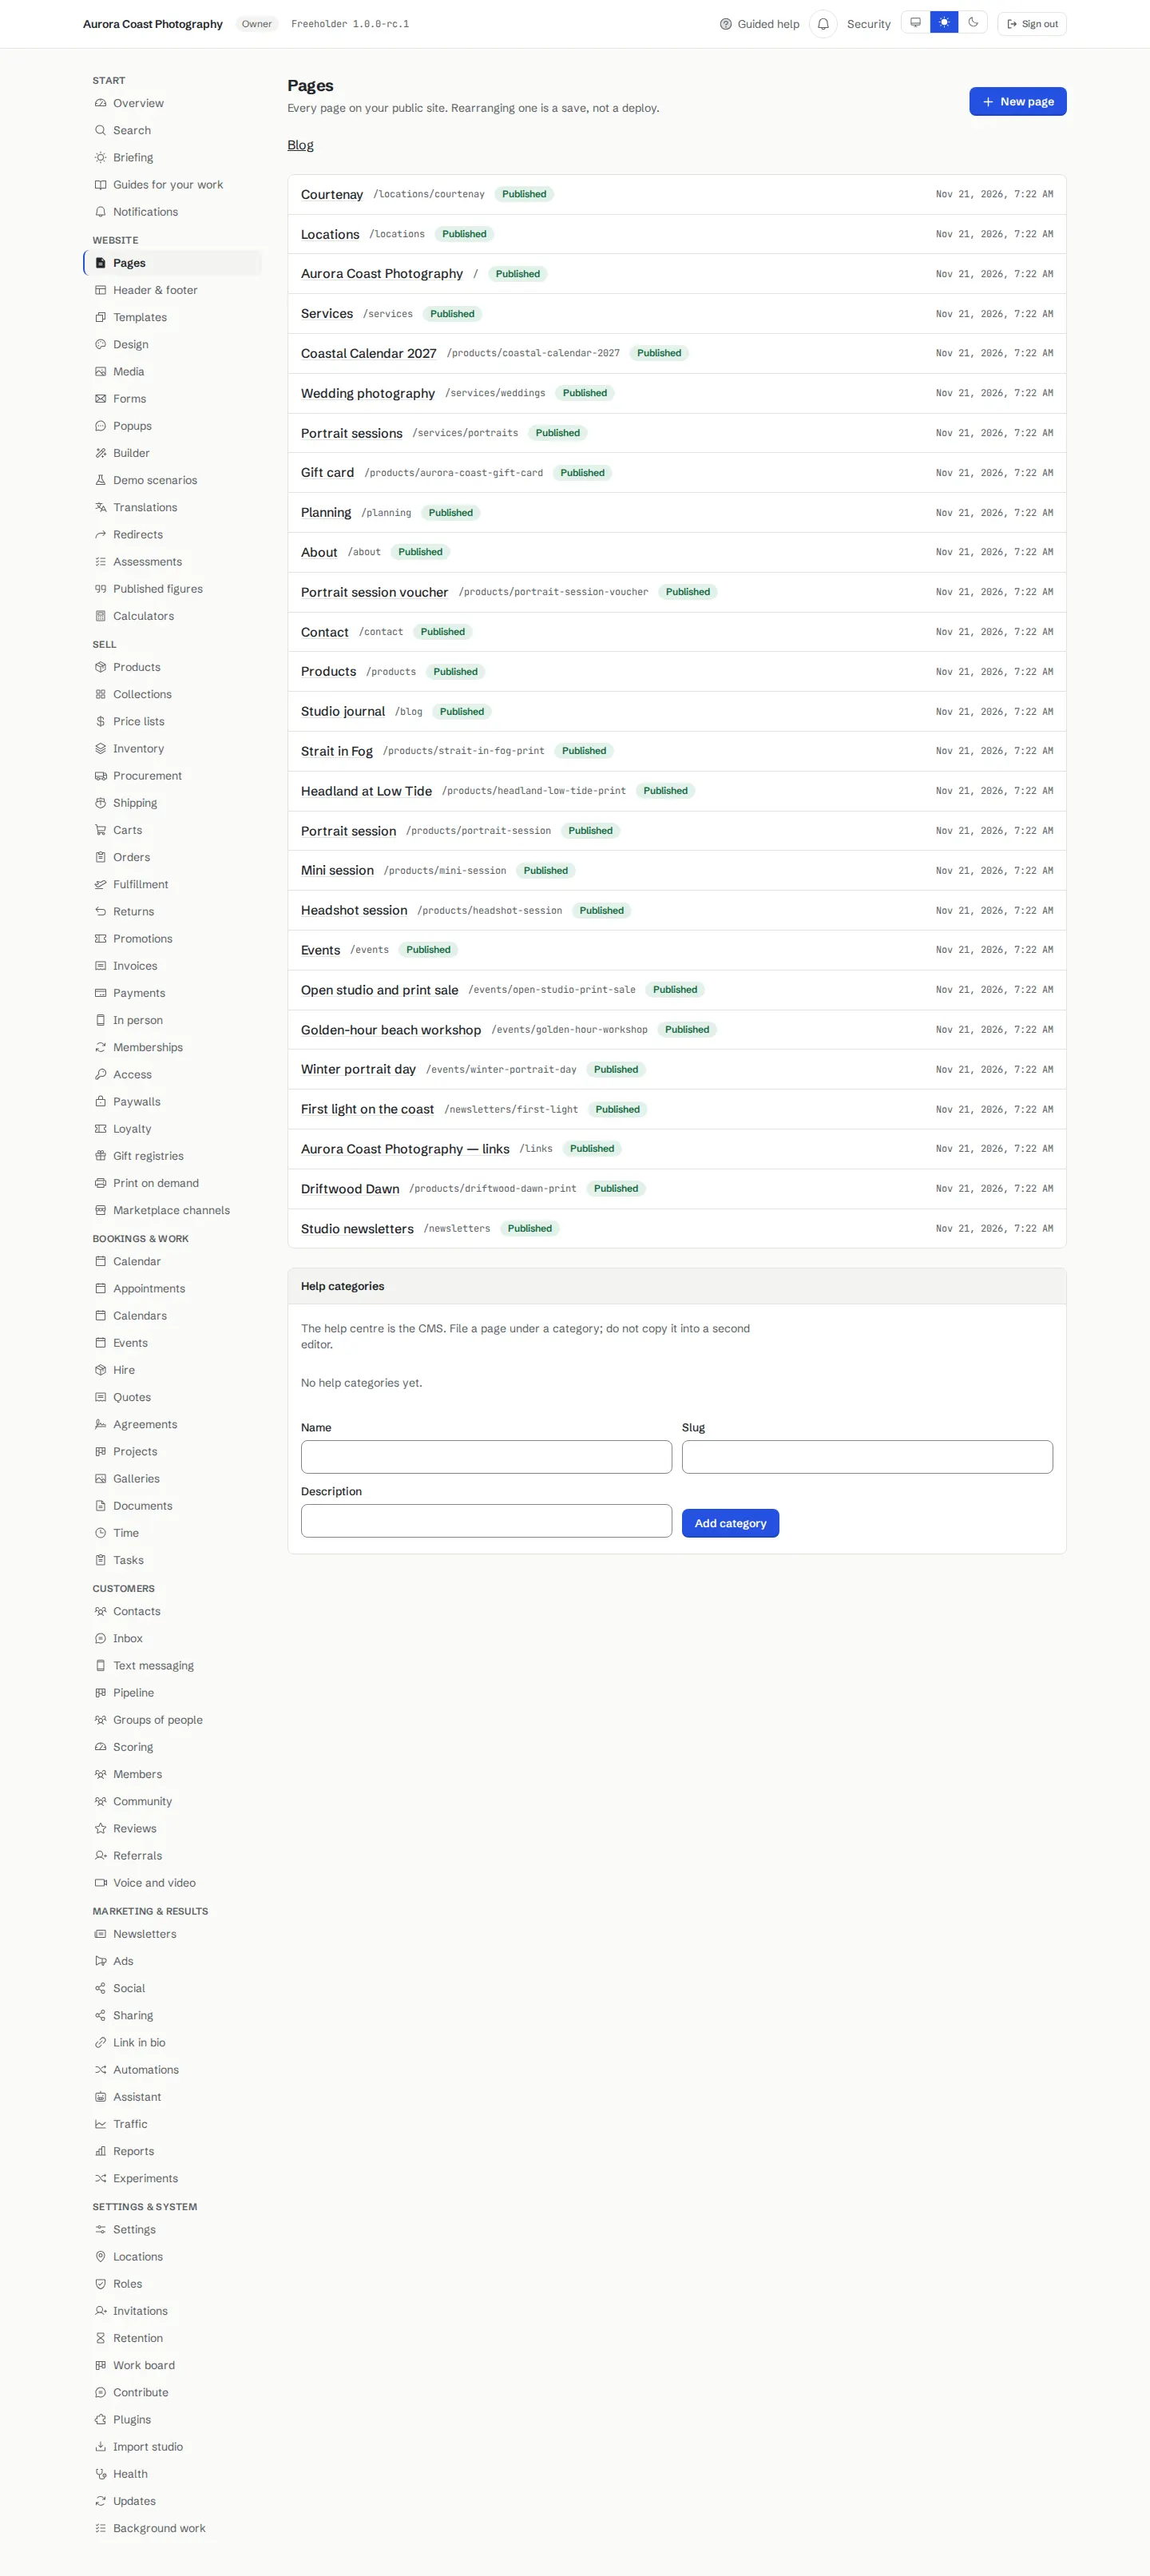 Aurora Coast Photography Owner Freeholder 1.0.0-rc.1 Guided help Security Sign out
START
Overview
Search
Briefing
Guides for your work
Notifications
WEBSITE
Pages
Header & footer
Templates
Design
Media
Forms
Popups
Builder
Demo scenarios
Translations
Redirects
Assessments
Published figures
Calculators
SELL
Products
Collections
Price lists
Inventory
Procurement
Shipping
Carts
Orders
Fulfillment
Returns
Promotions
Invoices
Payments
In person
Memberships
Access
Paywalls
Loyalty
Gift registries
Print on demand
Marketplace channels
BOOKINGS & WORK
Calendar
Appointments
Calendars
Events
Hire
Quotes
Agreements
Projects
Galleries
Documents
Time
Tasks
CUSTOMERS
Contacts
Inbox
Text messaging
Pipeline
Groups of people
Scoring
Members
Community
Reviews
Referrals
Voice and video
MARKETING & RESULTS
Newsletters
Ads
Social
Sharing
Link in bio
Automations
Assistant
Traffic
Reports
Experiments
SETTINGS & SYSTEM
Settings
Locations
Roles
Invitations
Retention
Work board
Contribute
Plugins
Import studio
Health
Updates
Background work
Pages
Every page on your public site. Rearranging one is a save, not a deploy.
New page
Blog
Courtenay /locations/courtenay Published Nov 21, 2026, 7:22 AM
Locations /locations Published Nov 21, 2026, 7:22 AM
Aurora Coast Photography / Published Nov 21, 2026, 7:22 AM
Services /services Published Nov 21, 2026, 7:22 AM
Coastal Calendar 2027 /products/coastal-calendar-2027 Published Nov 21, 2026, 7:22 AM
Wedding photography /services/weddings Published Nov 21, 2026, 7:22 AM
Portrait sessions /services/portraits Published Nov 21, 2026, 7:22 AM
Gift card /products/aurora-coast-gift-card Published Nov 21, 2026, 7:22 AM
Planning /planning Published Nov 21, 2026, 7:22 AM
About /about Published Nov 21, 2026, 7:22 AM
Portrait session voucher /products/portrait-session-voucher Published Nov 21, 2026, 7:22 AM
Contact /contact Published Nov 21, 2026, 7:22 AM
Products /products Published Nov 21, 2026, 7:22 AM
Studio journal /blog Published Nov 21, 2026, 7:22 AM
Strait in Fog /products/strait-in-fog-print Published Nov 21, 2026, 7:22 AM
Headland at Low Tide /products/headland-low-tide-print Published Nov 21, 2026, 7:22 AM
Portrait session /products/portrait-session Published Nov 21, 2026, 7:22 AM
Mini session /products/mini-session Published Nov 21, 2026, 7:22 AM
Headshot session /products/headshot-session Published Nov 21, 2026, 7:22 AM
Events /events Published Nov 21, 2026, 7:22 AM
Open studio and print sale /events/open-studio-print-sale Published Nov 21, 2026, 7:22 AM
Golden-hour beach workshop /events/golden-hour-workshop Published Nov 21, 2026, 7:22 AM
Winter portrait day /events/winter-portrait-day Published Nov 21, 2026, 7:22 AM
First light on the coast /newsletters/first-light Published Nov 21, 2026, 7:22 AM
Aurora Coast Photography — links /links Published Nov 21, 2026, 7:22 AM
Driftwood Dawn /products/driftwood-dawn-print Published Nov 21, 2026, 7:22 AM
Studio newsletters /newsletters Published Nov 21, 2026, 7:22 AM
Help categories
The help centre is the CMS. File a page under a category; do not copy it into a second
editor.
No help categories yet.
Name Slug
Description
Add category